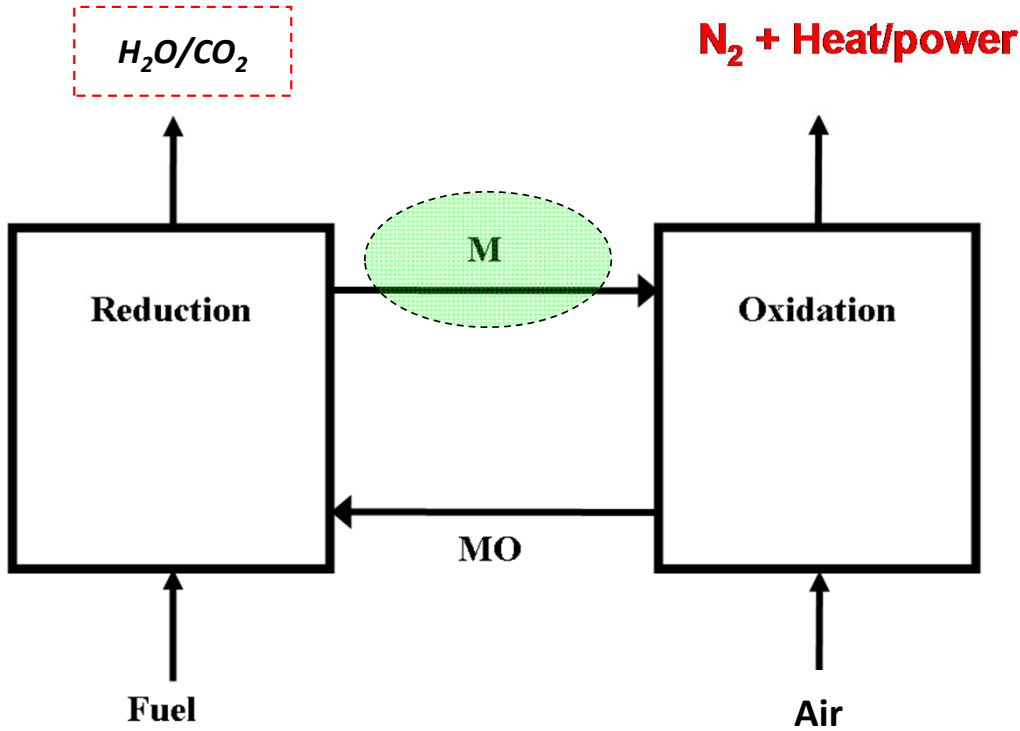 H₂O/CO₂
N₂ + Heat/power
M
Reduction
Oxidation
MO
Fuel
Air